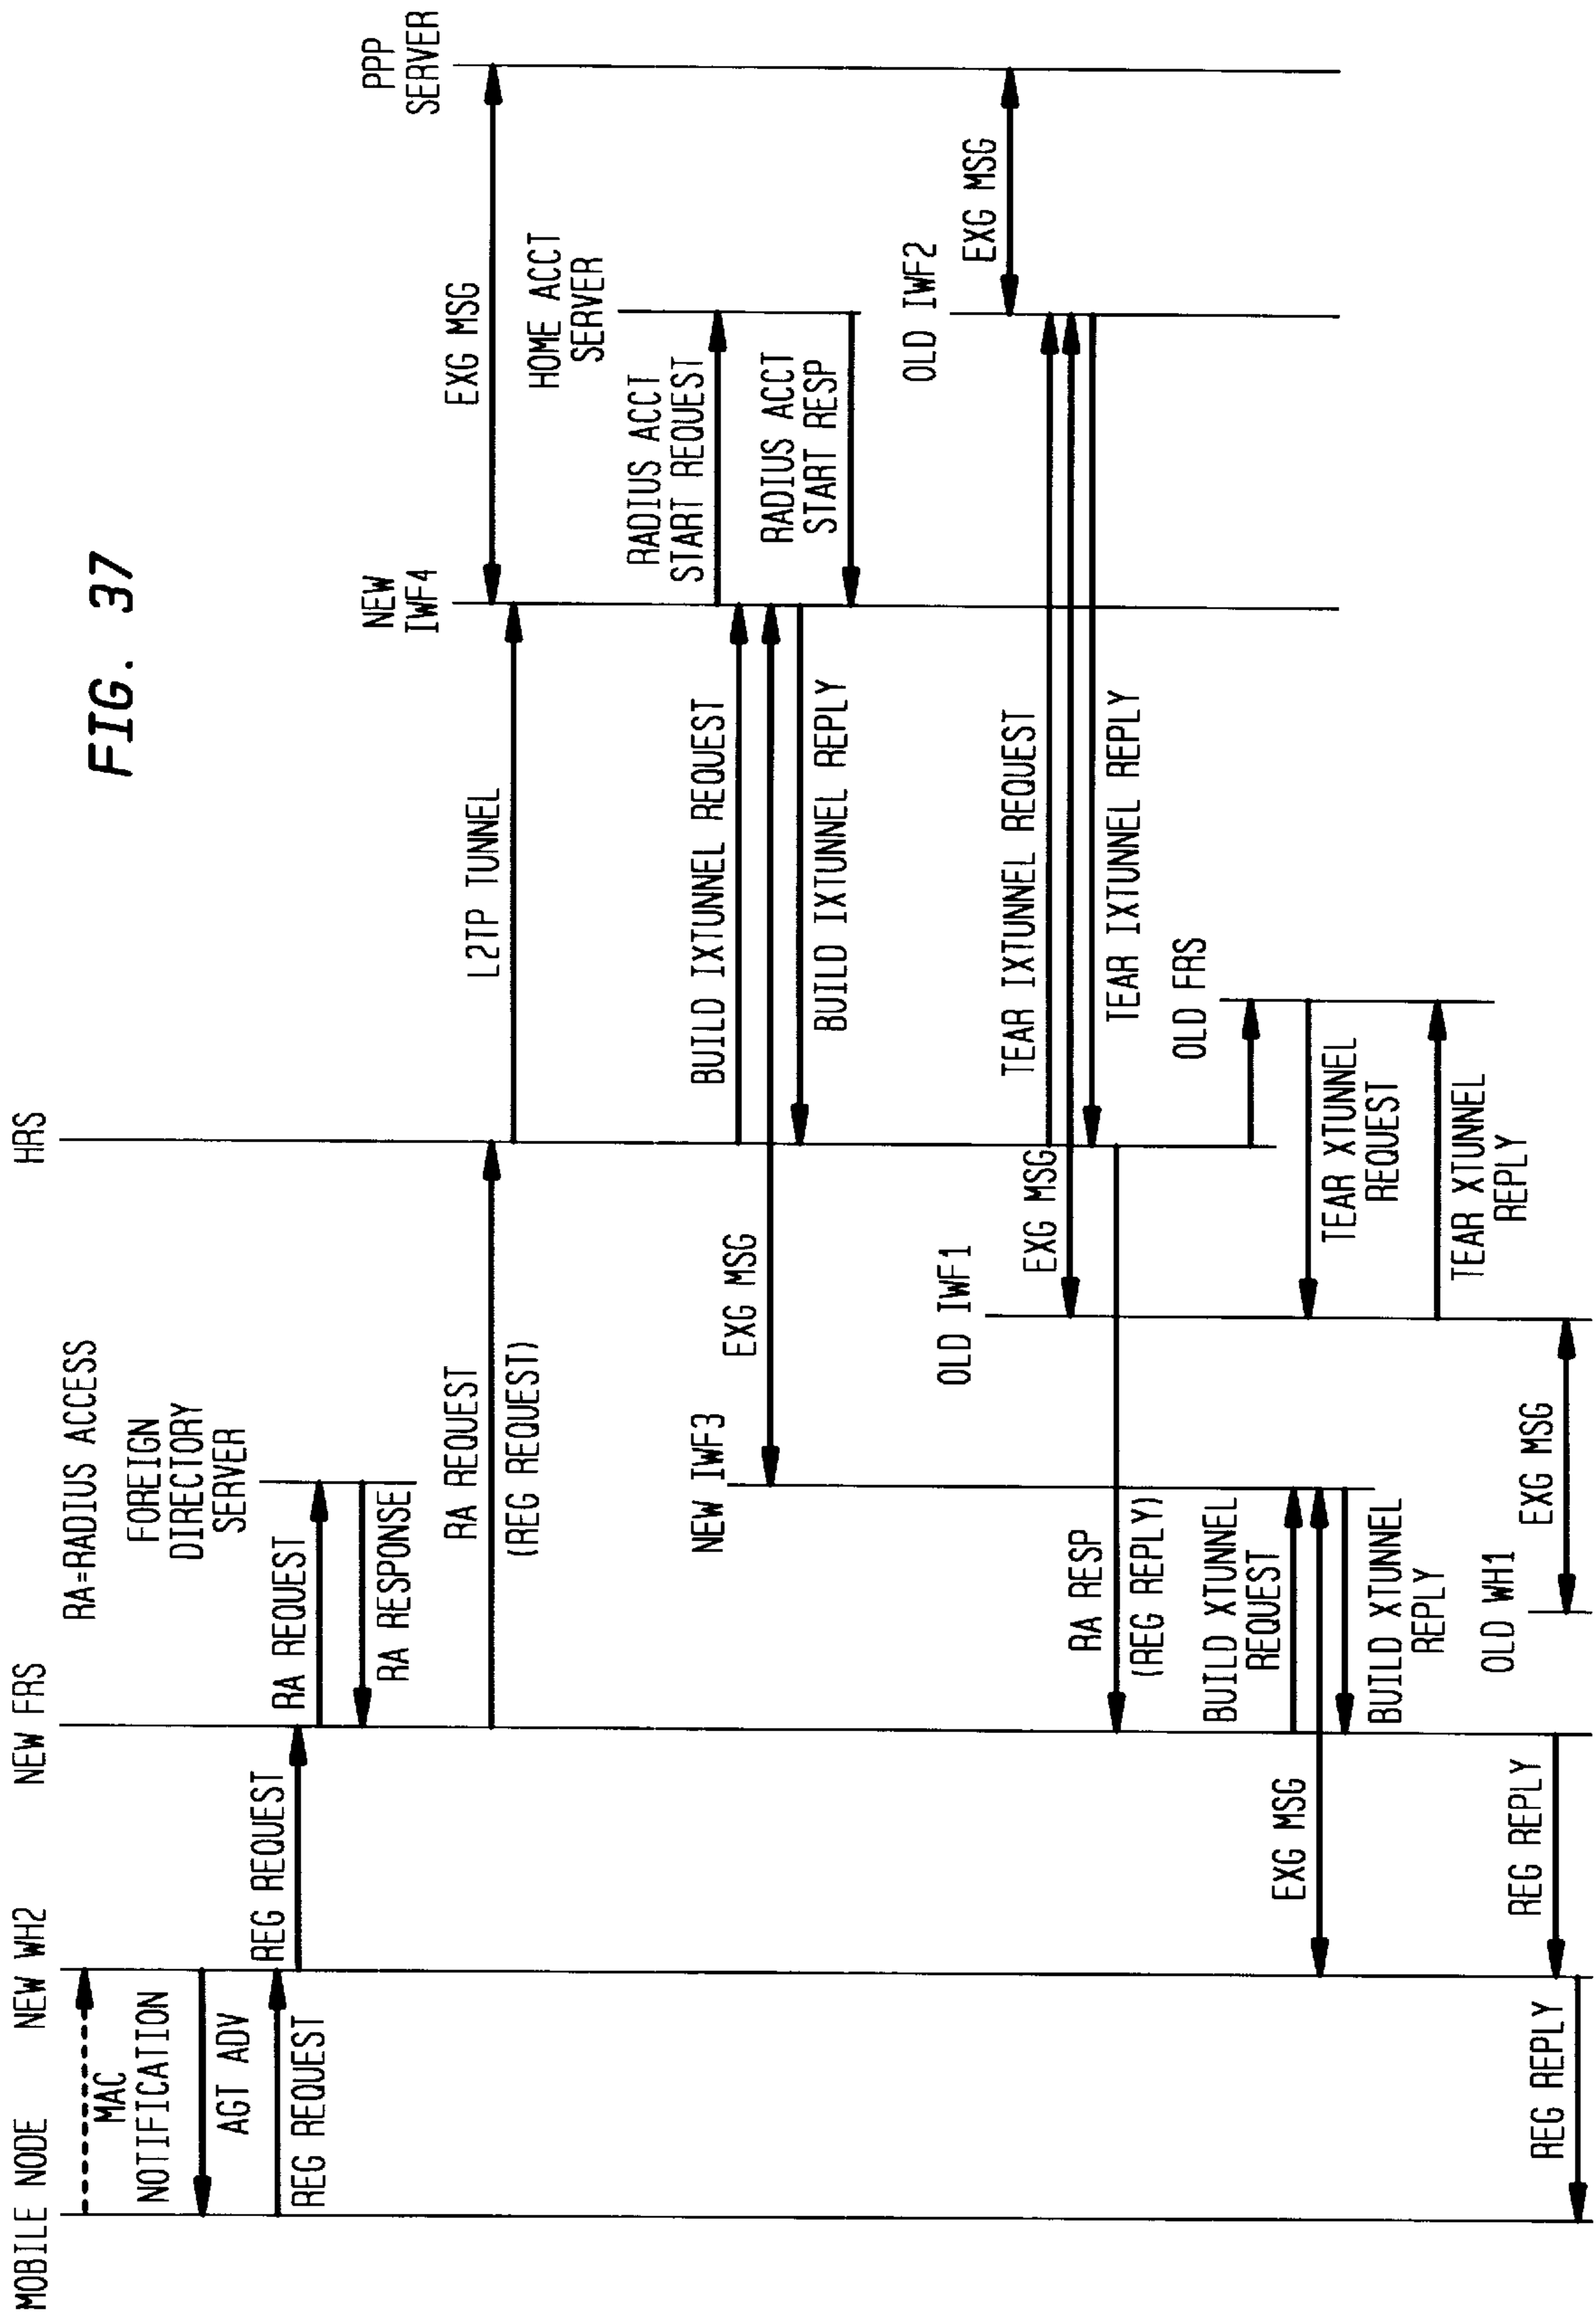 FIG. 37
MOBILE NODE
NEW WH2
NEW FRS
HRS
RA=RADIUS ACCESS
MAC
NOTIFICATION
AGT ADV
REG REQUEST
REG REQUEST
FOREIGN
DIRECTORY
SERVER
RA REQUEST
RA RESPONSE
RA REQUEST
(REG REQUEST)
L2TP TUNNEL
NEW
IWF4
PPP
SERVER
EXG MSG
HOME ACCT
SERVER
RADIUS ACCT
START REQUEST
RADIUS ACCT
START RESP
BUILD IXTUNNEL REQUEST
NEW IWF3
EXG MSG
BUILD IXTUNNEL REPLY
OLD IWF2
EXG MSG
OLD IWF1
TEAR IXTUNNEL REQUEST
EXG MSG
TEAR IXTUNNEL REPLY
RA RESP
(REG REPLY)
OLD FRS
BUILD XTUNNEL
REQUEST
EXG MSG
TEAR XTUNNEL
REQUEST
BUILD XTUNNEL
REPLY
TEAR XTUNNEL
REPLY
OLD WH1
EXG MSG
REG REPLY
REG REPLY